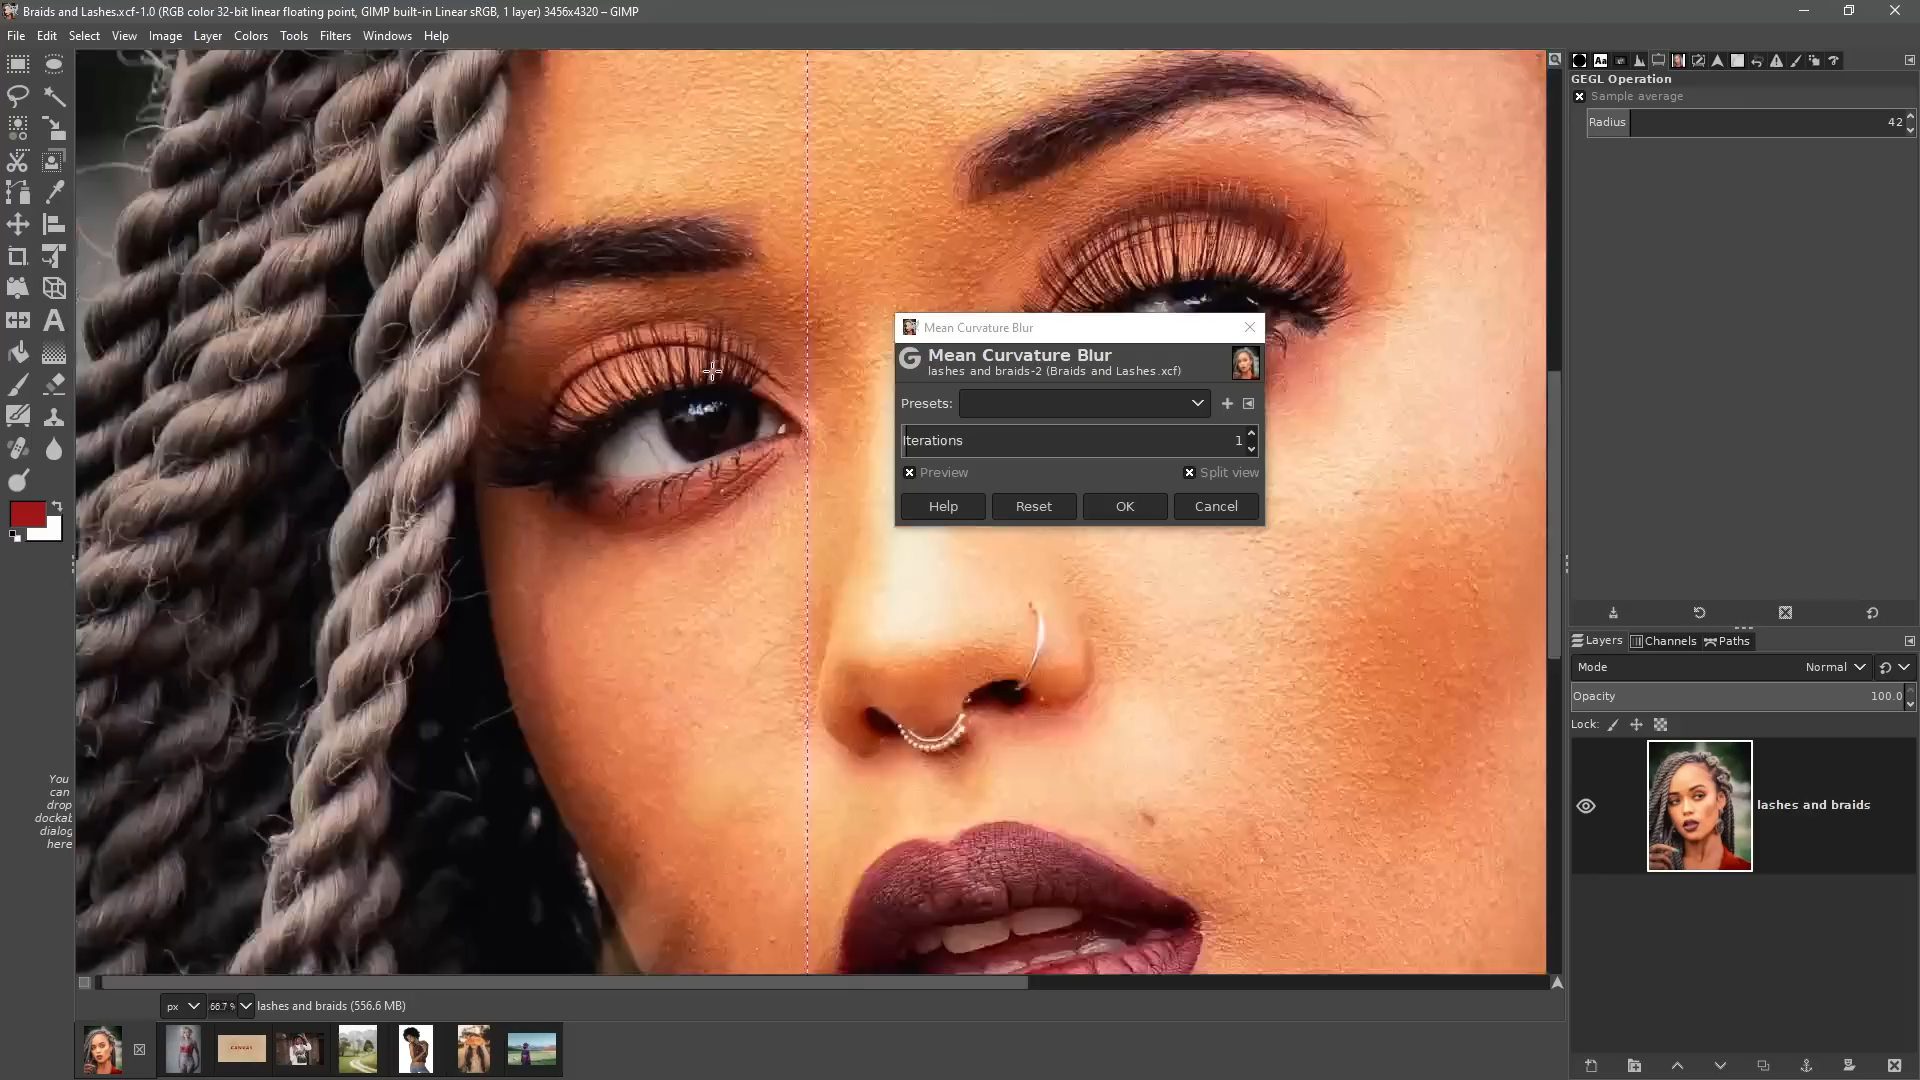 Braids and Lashes.xcf-1.0 (RGB color 32-bit linear floating point, GIMP built-in Linear sRGB, 1 layer) 3456x4320 – GIMP
File Edit Select View Image Layer Colors Tools Filters Windows Help
GEGL Operation
Sample average
Radius 42
Mean Curvature Blur
Mean Curvature Blur
lashes and braids-2 (Braids and Lashes.xcf)
Presets:
Iterations 1
Preview Split view
Help Reset OK Cancel
You
can
drop
dockab
dialog
here
Layers Channels Paths
Mode Normal
Opacity 100.0
Lock:
lashes and braids
px 66.7 % lashes and braids (556.6 MB)
CANVAS